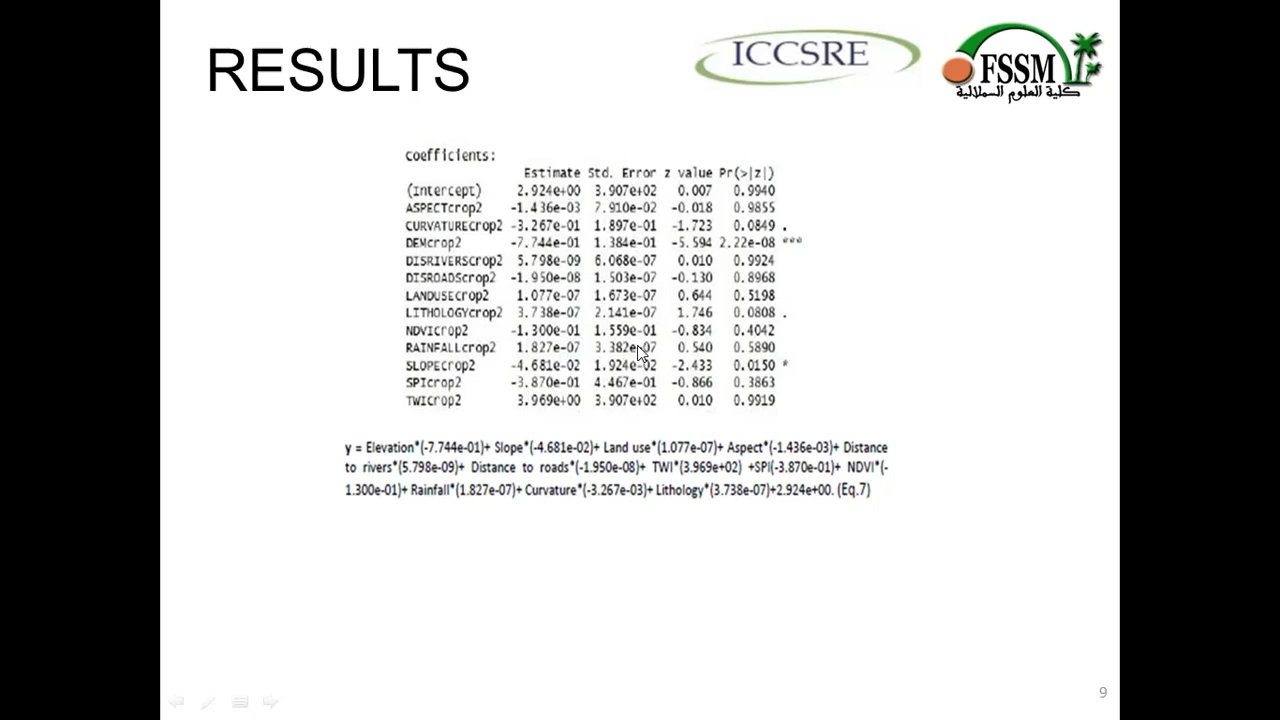 RESULTS
ICCSRE
FSSM
كلية العلوم السملالية
Coefficients:
Estimate Std. Error z value Pr(>|z|)
(Intercept) 2.924e+00 3.907e+02 0.007 0.9940
ASPECTcrop2 -1.436e-03 7.910e-02 -0.018 0.9855
CURVATUREcrop2 -3.267e-01 1.897e-01 -1.723 0.0849 .
DEMcrop2 -7.744e-01 1.384e-01 -5.594 2.22e-08 ***
DISRIVERScrop2 5.798e-09 6.068e-07 0.010 0.9924
DISROADScrop2 -1.950e-08 1.503e-07 -0.130 0.8968
LANDUSEcrop2 1.077e-07 1.673e-07 0.644 0.5198
LITHOLOGYcrop2 3.738e-07 2.141e-07 1.746 0.0808 .
NDVIcrop2 -1.300e-01 1.559e-01 -0.834 0.4042
RAINFALLcrop2 1.827e-07 3.382e-07 0.540 0.5890
SLOPEcrop2 -4.681e-02 1.924e-02 -2.433 0.0150 *
SPIcrop2 -3.870e-01 4.467e-01 -0.866 0.3863
TWIcrop2 3.969e+00 3.907e+02 0.010 0.9919
y = Elevation*(-7.744e-01)+ Slope*(-4.681e-02)+ Land use*(1.077e-07)+ Aspect*(-1.436e-03)+ Distance
to rivers*(5.798e-09)+ Distance to roads*(-1.950e-08)+ TWI*(3.969e+02) +SPI(-3.870e-01)+ NDVI*(-
1.300e-01)+ Rainfall*(1.827e-07)+ Curvature*(-3.267e-03)+ Lithology*(3.738e-07)+2.924e+00. (Eq.7)
9